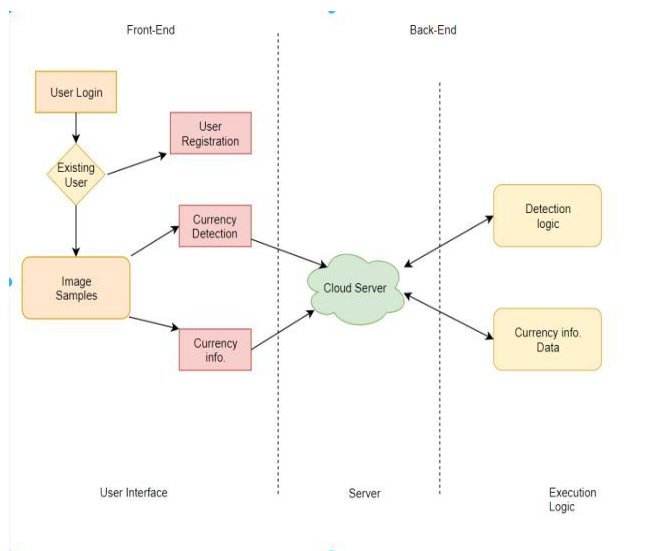 Front-End
Back-End
User Login
User
Registration
Existing
User
Currency
Detection
Detection
logic
Image
Samples
Cloud Server
Currency
info.
Currency info.
Data
User Interface
Server
Execution
Logic